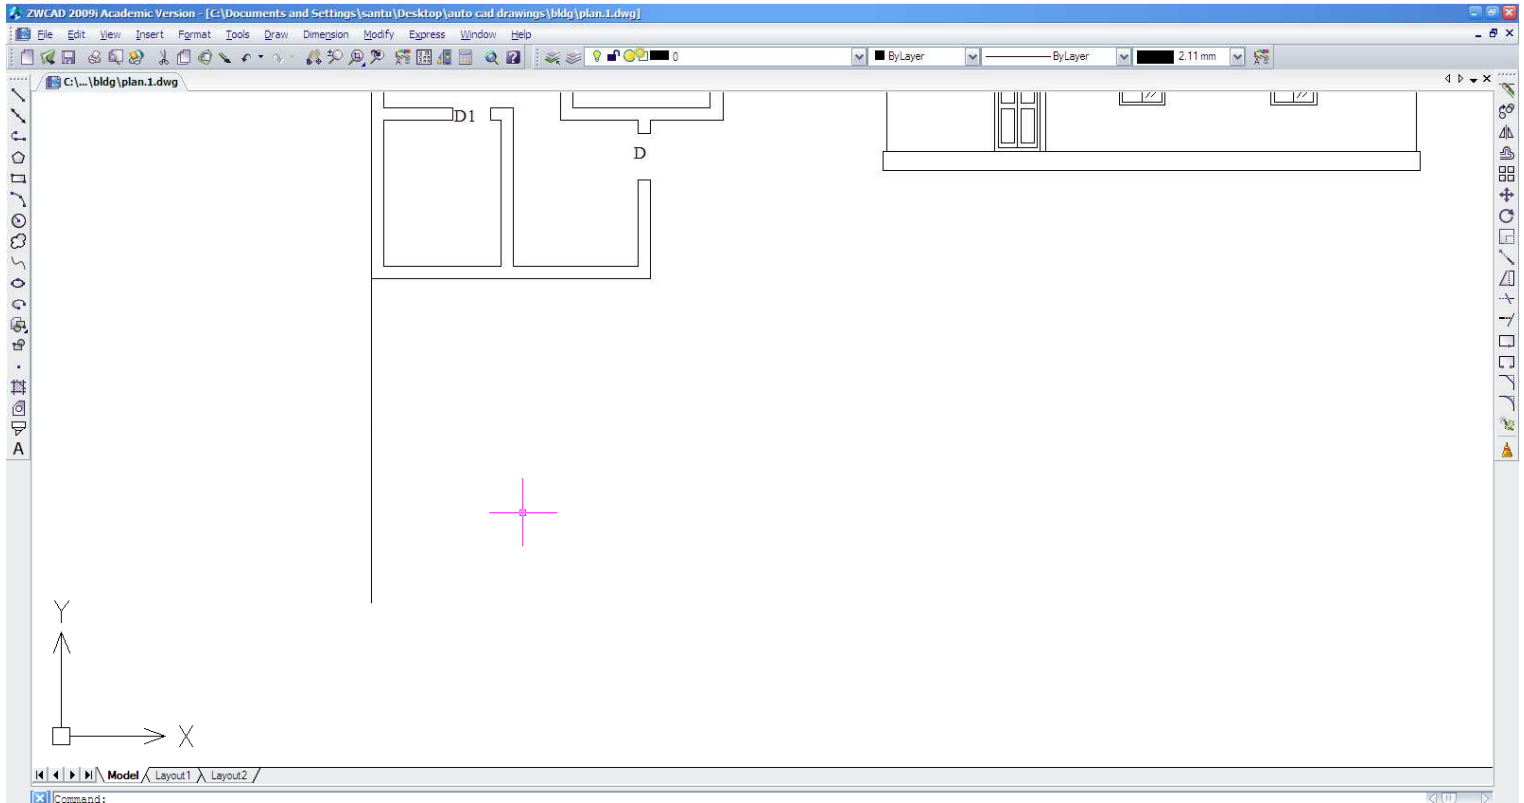 ZWCAD 2009i Academic Version - [C:\Documents and Settings\santu\Desktop\auto cad drawings\bldg\plan.1.dwg]
File Edit View Insert Format Tools Draw Dimension Modify Express Window Help
0 ByLayer ByLayer 2.11 mm
C:\...\bldg\plan.1.dwg
D1
D
A
Y
X
Model Layout1 Layout2
Command: